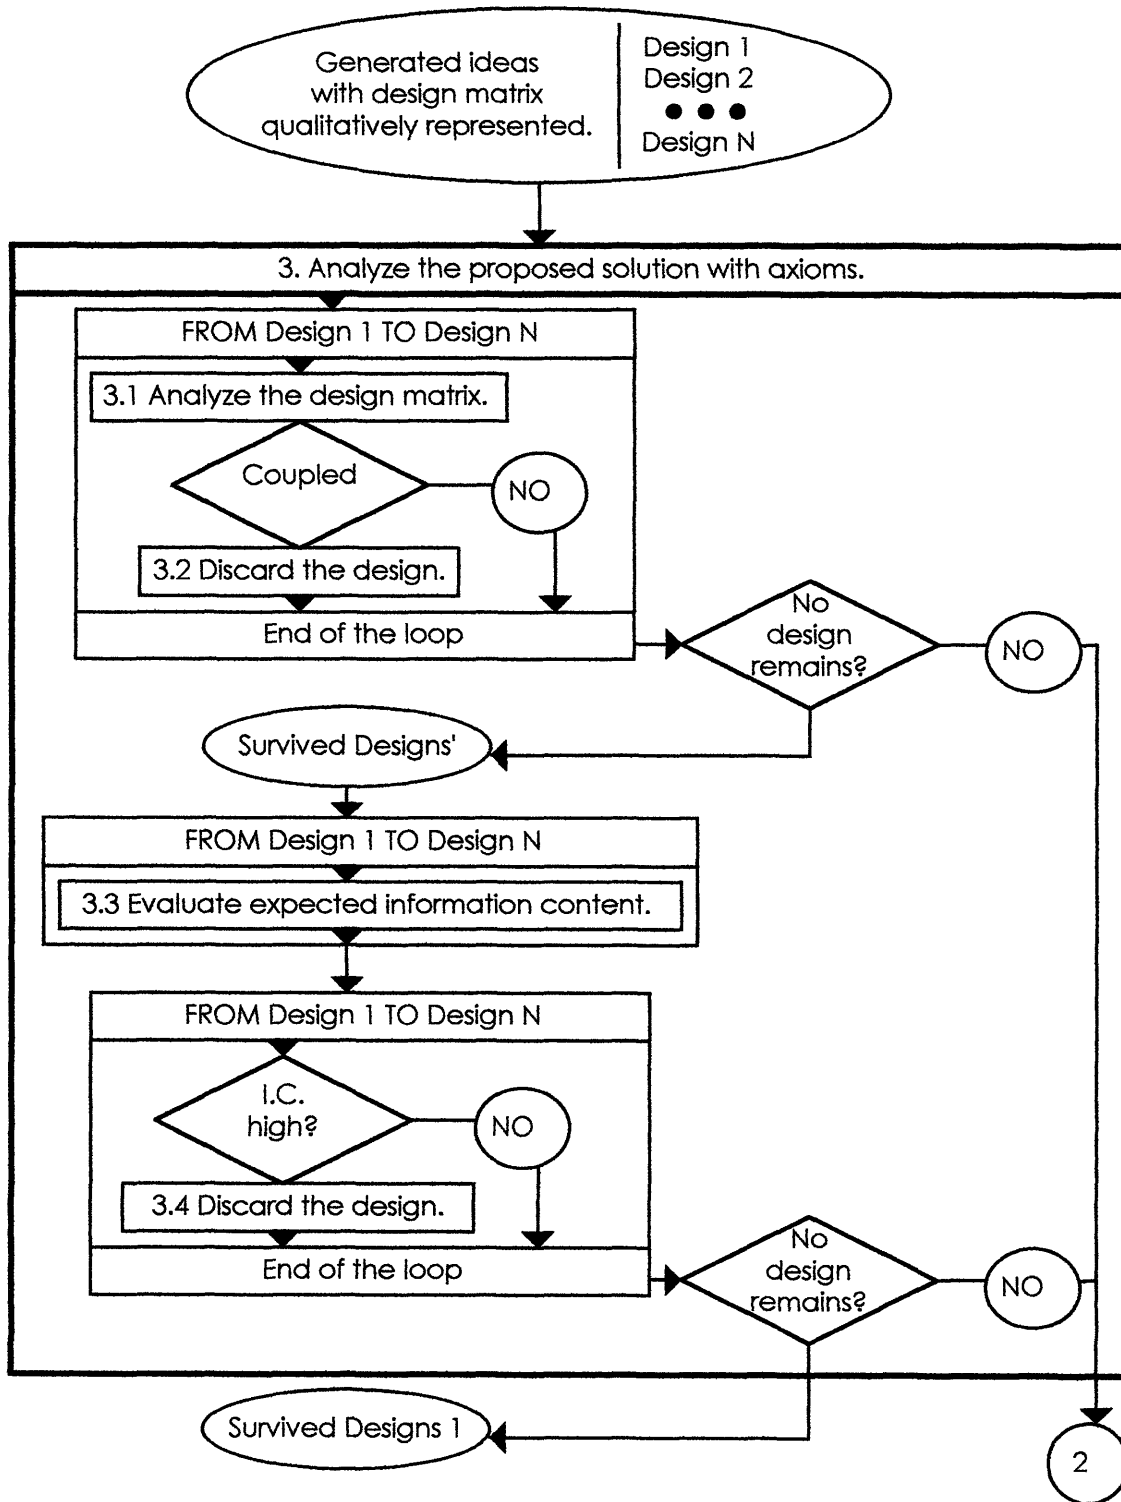 Generated ideas
with design matrix
qualitatively represented.
Design 1
Design 2
● ● ●
Design N
3. Analyze the proposed solution with axioms.
FROM Design 1 TO Design N
3.1 Analyze the design matrix.
Coupled
NO
3.2 Discard the design.
End of the loop
No
design
remains?
NO
Survived Designs'
FROM Design 1 TO Design N
3.3 Evaluate expected information content.
FROM Design 1 TO Design N
I.C.
high?
NO
3.4 Discard the design.
End of the loop
No
design
remains?
NO
Survived Designs 1
2